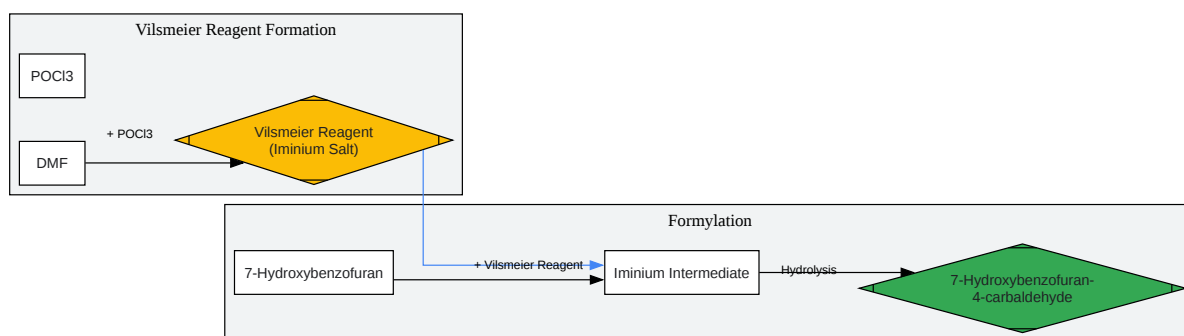 Vilsmeier Reagent Formation
POCl3
+ POCl3
Vilsmeier Reagent
(Iminium Salt)
DMF
Formylation
7-Hydroxybenzofuran
+ Vilsmeier Reagent
Iminium Intermediate
Hydrolysis
7-Hydroxybenzofuran-
4-carbaldehyde